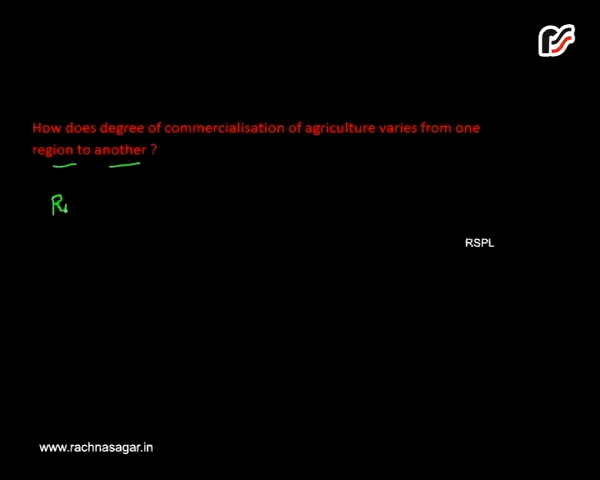 How does degree of commercialisation of agriculture varies from one
region to another ?
R
RSPL
www.rachnasagar.in